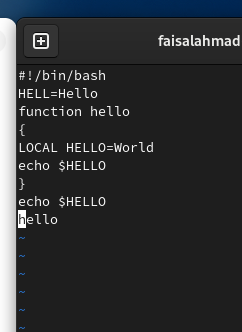 faisalahmad
#!/bin/bash
HELL=Hello
function hello
{
LOCAL HELLO=World
echo $HELLO
}
echo $HELLO
hello
~
~
~
~
~
~